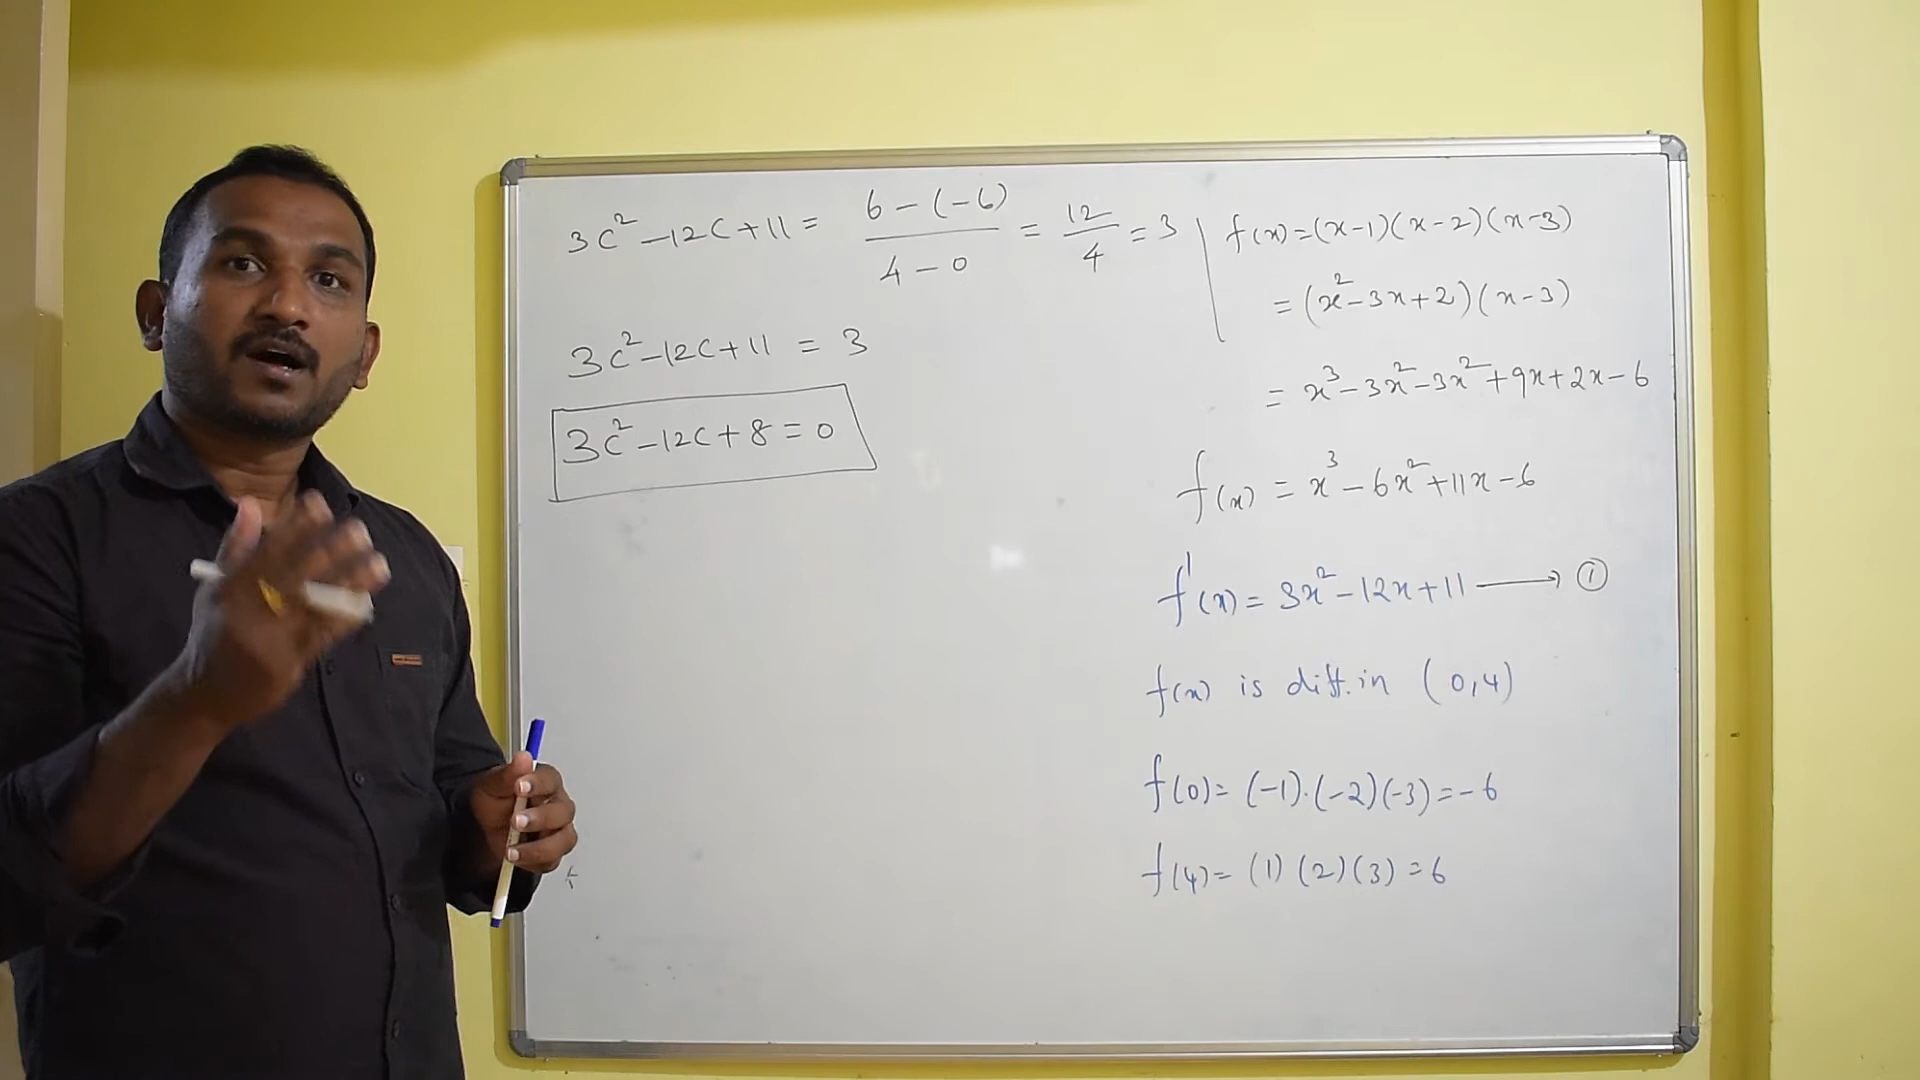 3c² - 12c + 11 = 6 - (-6) / 4 - 0 = 12 / 4 = 3
3c² - 12c + 11 = 3
3c² - 12c + 8 = 0
f(x) = (x-1)(x-2)(x-3)
= (x² - 3x + 2)(x - 3)
= x³ - 3x² - 3x² + 9x + 2x - 6
f(x) = x³ - 6x² + 11x - 6
f'(x) = 3x² - 12x + 11 ⟶ ①
f(x) is diff. in (0,4)
f(0) = (-1).(-2)(-3) = -6
f(4) = (1)(2)(3) = 6